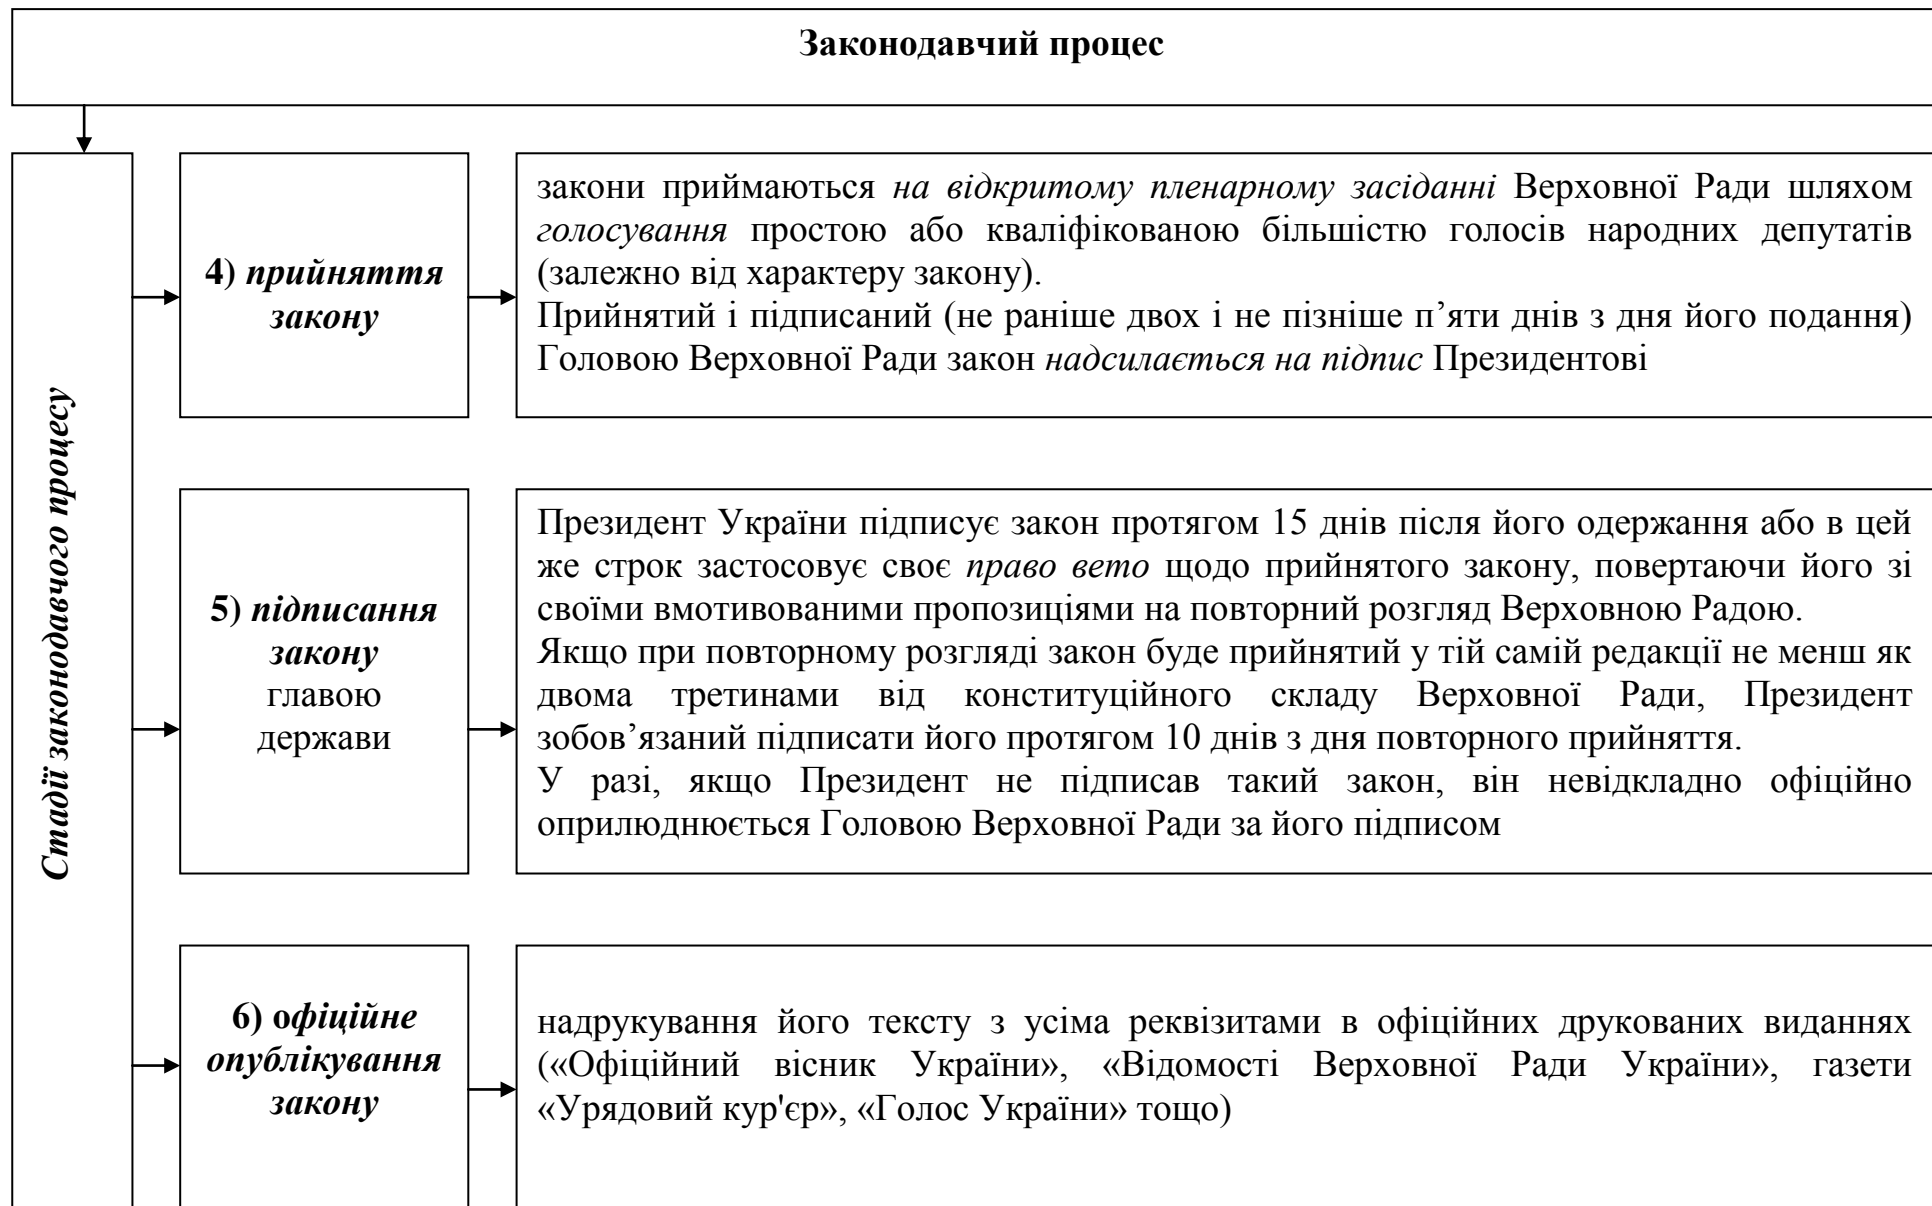 Законодавчий процес
Стадії законодавчого процесу
4) прийняття
закону
закони приймаються на відкритому пленарному засіданні Верховної Ради шляхом
голосування простою або кваліфікованою більшістю голосів народних депутатів
(залежно від характеру закону).
Прийнятий і підписаний (не раніше двох і не пізніше п’яти днів з дня його подання)
Головою Верховної Ради закон надсилається на підпис Президентові
5) підписання
закону
главою
держави
Президент України підписує закон протягом 15 днів після його одержання або в цей
же строк застосовує своє право вето щодо прийнятого закону, повертаючи його зі
своїми вмотивованими пропозиціями на повторний розгляд Верховною Радою.
Якщо при повторному розгляді закон буде прийнятий у тій самій редакції не менш як
двома третинами від конституційного складу Верховної Ради, Президент
зобов’язаний підписати його протягом 10 днів з дня повторного прийняття.
У разі, якщо Президент не підписав такий закон, він невідкладно офіційно
оприлюднюється Головою Верховної Ради за його підписом
6) офіційне
опублікування
закону
надрукування його тексту з усіма реквізитами в офіційних друкованих виданнях
(«Офіційний вісник України», «Відомості Верховної Ради України», газети
«Урядовий кур'єр», «Голос України» тощо)